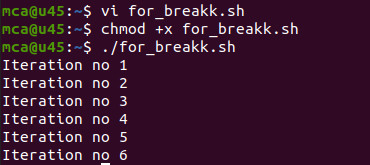 mca@u45:~$ vi for_breakk.sh
mca@u45:~$ chmod +x for_breakk.sh
mca@u45:~$ ./for_breakk.sh
Iteration no 1
Iteration no 2
Iteration no 3
Iteration no 4
Iteration no 5
Iteration no 6